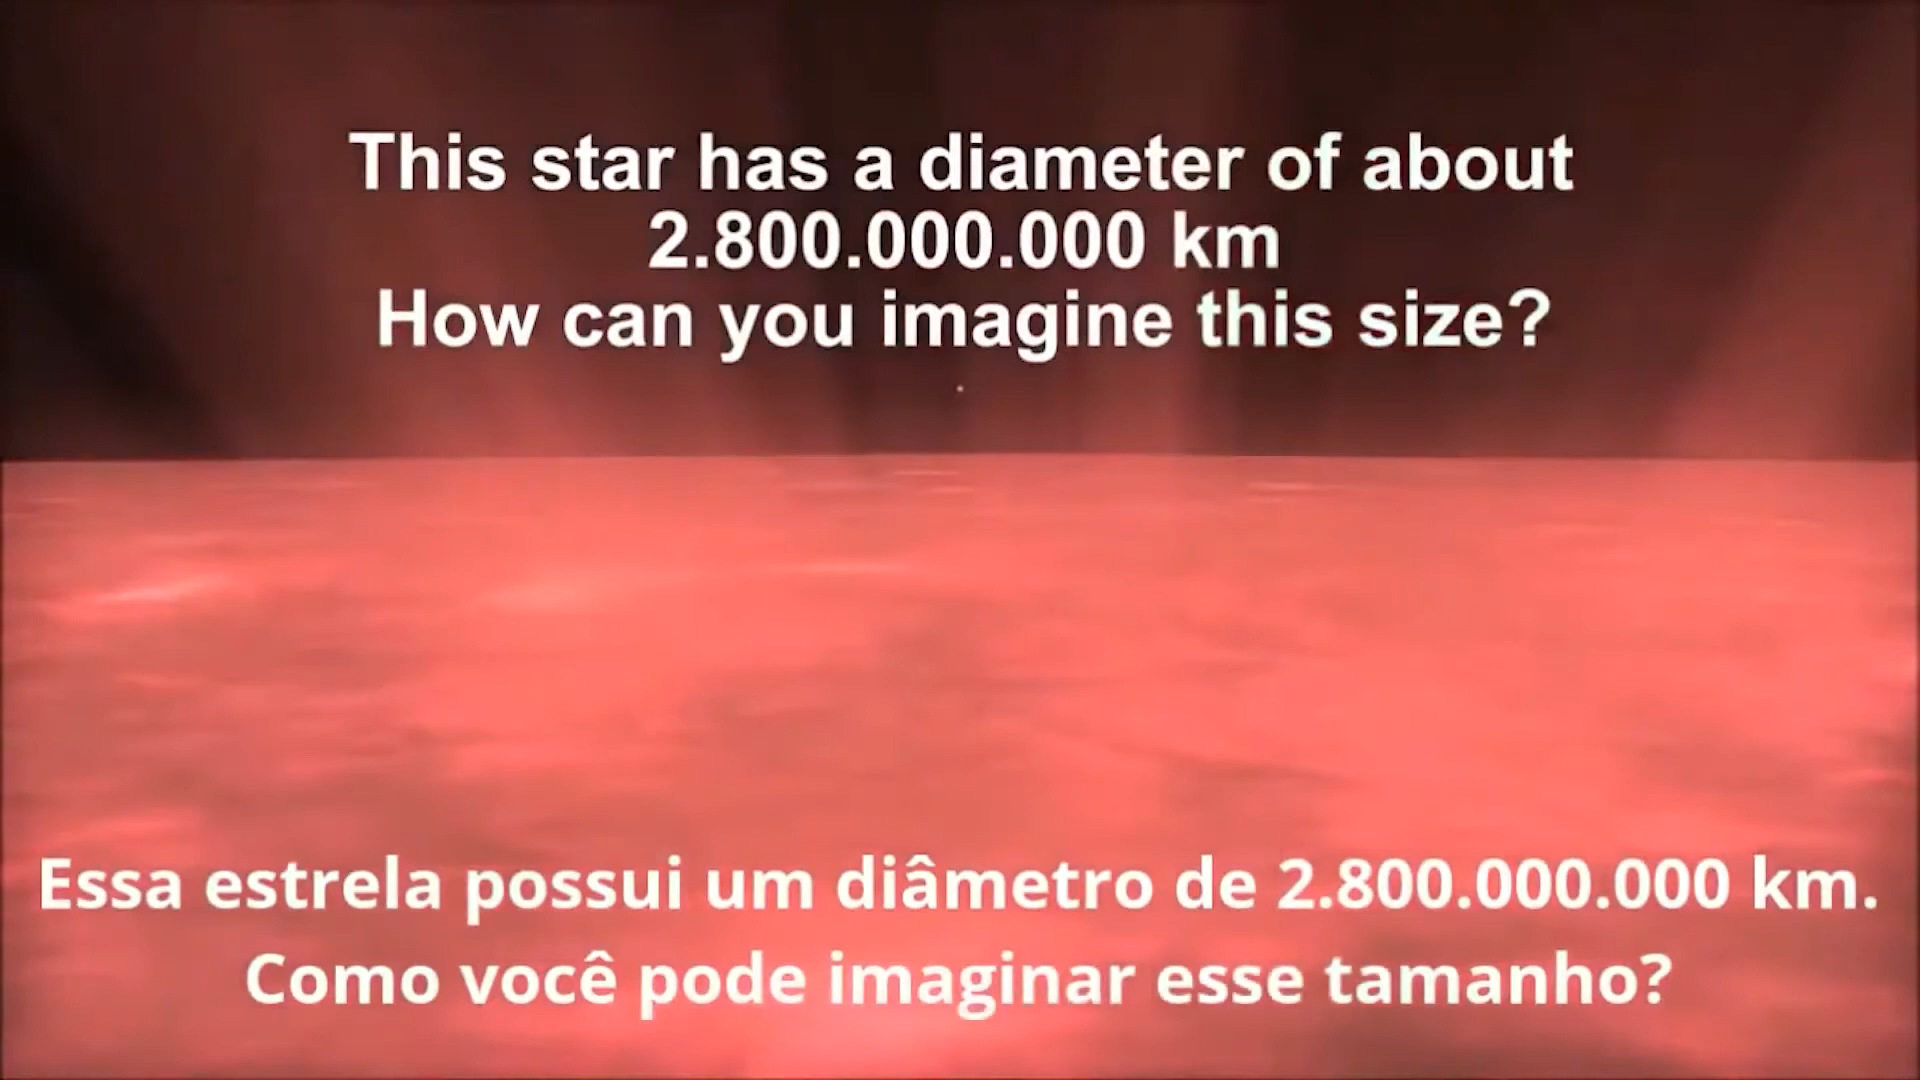 This star has a diameter of about
2.800.000.000 km
How can you imagine this size?
Essa estrela possui um diâmetro de 2.800.000.000 km.
Como você pode imaginar esse tamanho?